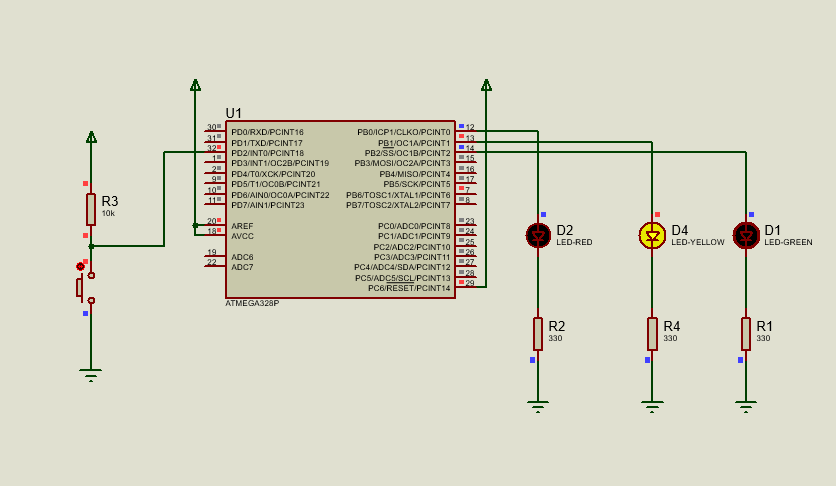 U1
30 PD0/RXD/PCINT16 PB0/ICP1/CLKO/PCINT0 12
31 PD1/TXD/PCINT17 PB1/OC1A/PCINT1 13
32 PD2/INT0/PCINT18 PB2/SS/OC1B/PCINT2 14
1 PD3/INT1/OC2B/PCINT19 PB3/MOSI/OC2A/PCINT3 15
2 PD4/T0/XCK/PCINT20 PB4/MISO/PCINT4 16
9 PD5/T1/OC0B/PCINT21 PB5/SCK/PCINT5 17
10 PD6/AIN0/OC0A/PCINT22 PB6/TOSC1/XTAL1/PCINT6 7
11 PD7/AIN1/PCINT23 PB7/TOSC2/XTAL2/PCINT7 8
20 AREF PC0/ADC0/PCINT8 23
18 AVCC PC1/ADC1/PCINT9 24
PC2/ADC2/PCINT10 25
19 ADC6 PC3/ADC3/PCINT11 26
22 ADC7 PC4/ADC4/SDA/PCINT12 27
PC5/ADC5/SCL/PCINT13 28
PC6/RESET/PCINT14 29
ATMEGA328P
R3
10k
D2
LED-RED
D4
LED-YELLOW
D1
LED-GREEN
R2
330
R4
330
R1
330